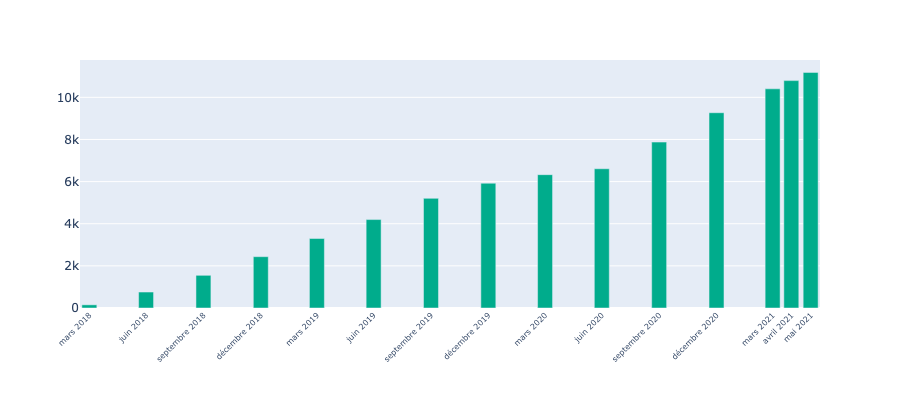 10k
8k
6k
4k
2k
0
mars 2018
juin 2018
septembre 2018
décembre 2018
mars 2019
juin 2019
septembre 2019
décembre 2019
mars 2020
juin 2020
septembre 2020
décembre 2020
mars 2021
avril 2021
mai 2021